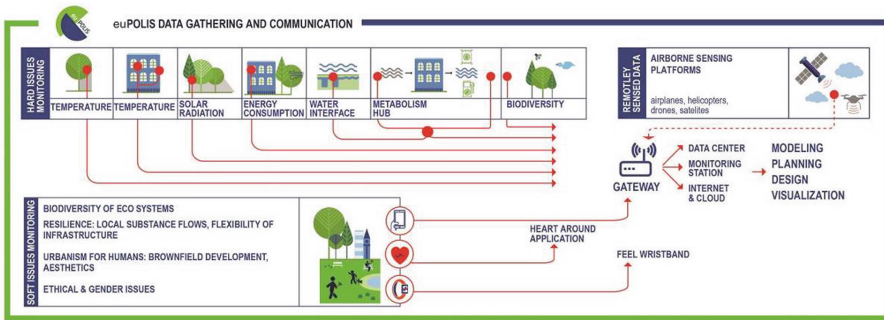 euPOLIS
euPOLIS DATA GATHERING AND COMMUNICATION
HARD ISSUES
MONITORING
TEMPERATURE
TEMPERATURE
SOLAR
RADIATION
ENERGY
CONSUMPTION
WATER
INTERFACE
METABOLISM
HUB
BIODIVERSITY
REMOTLEY
SENSED DATA
AIRBORNE SENSING
PLATFORMS
airplanes, helicopters,
drones, satelites
GATEWAY
DATA CENTER
MONITORING
STATION
INTERNET
& CLOUD
MODELING
PLANNING
DESIGN
VISUALIZATION
SOFT ISSUES MONITORING
BIODIVERSITY OF ECO SYSTEMS
RESILIENCE: LOCAL SUBSTANCE FLOWS, FLEXIBILITY OF
INFRASTRUCTURE
URBANISM FOR HUMANS: BROWNFIELD DEVELOPMENT,
AESTHETICS
ETHICAL & GENDER ISSUES
HEART AROUND
APPLICATION
FEEL WRISTBAND